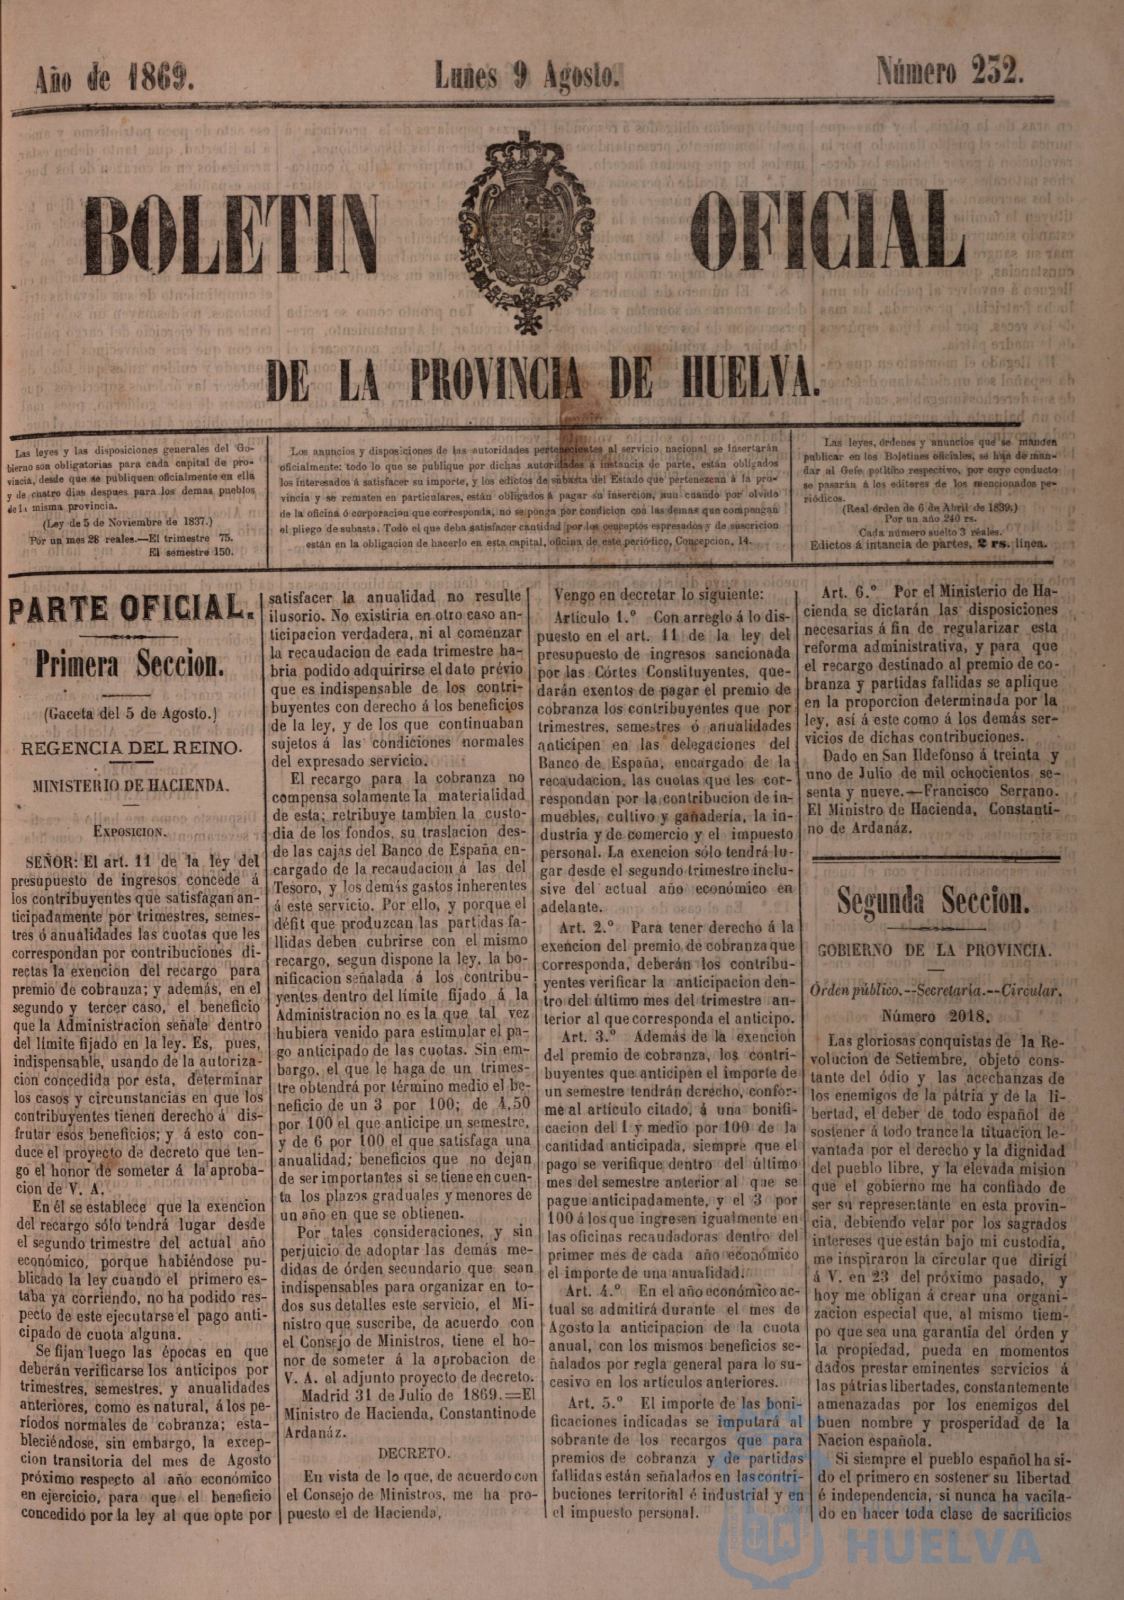 Año de 1869.
Lunes 9 Agosto.
Número 232.
BOLETIN OFICIAL
DE LA PROVINCIA DE HUELVA.
Las leyes y las disposiciones generales del Go-
bierno son obligatorias para cada capital de pro-
vincia, desde que se publiquen oficialmente en ella
y de cuatro dias despues para los demas pueblos
de la misma provincia.
(Ley de 5 de Noviembre de 1837.)
Por un mes 28 reales.—El trimestre 75.
El semestre 150.
Los anuncios y disposiciones de las autoridades pertenecientes al servicio nacional se insertarán
oficialmente: todo lo que se publique por dichas autoridades á instancia de parte, están obligados
los interesados á satisfacer su importe, y los edictos de subasta del Estado que pertenezcan á la pro-
vincia y se rematen en particulares, están obligados á pagar su insercion, aun cuando por olvido
de la oficina ó corporacion que corresponda, no se ponga por condicion con las demas que compongan
el pliego de subasta. Todo el que deba satisfacer cantidad por los conceptos espresados y de suscricion
están en la obligacion de hacerlo en esta capital, oficina de este periódico, Concepcion, 14.
Las leyes, órdenes y anuncios que se manden
publicar en los Boletines oficiales, se han de man-
dar al Gefe político respectivo, por cuyo conducto
se pasarán á los editores de los mencionados pe-
riódicos.
(Real órden de 6 de Abril de 1839.)
Por un año 240 rs.
Cada número suelto 3 reales.
Edictos á intancia de partes, 2 rs. línea.
PARTE OFICIAL.
Primera Seccion.
(Gaceta del 5 de Agosto.)
REGENCIA DEL REINO.
MINISTERIO DE HACIENDA.
EXPOSICION.
SEÑOR: El art. 11 de la ley del
presupuesto de ingresos concede á
los contribuyentes que satisfagan an-
ticipadamente por trimestres, semes-
tres ó anualidades las cuotas que les
correspondan por contribuciones di-
rectas la exencion del recargo para
premio de cobranza; y además, en el
segundo y tercer caso, el beneficio
que la Administracion señale dentro
del límite fijado en la ley. Es, pues,
indispensable, usando de la autoriza-
cion concedida por esta, determinar
los casos y circunstancias en que los
contribuyentes tienen derecho á dis-
frutar esos beneficios; y á esto con-
duce el proyecto de decreto que ten-
go el honor de someter á la aproba-
cion de V. A.
En él se establece que la exencion
del recargo sólo tendrá lugar desde
el segundo trimestre del actual año
económico, porque habiéndose pu-
blicado la ley cuando el primero es-
taba ya corriendo, no ha podido res-
pecto de este ejecutarse el pago anti-
cipado de cuota alguna.
Se fijan luego las épocas en que
deberán verificarse los anticipos por
trimestres, semestres, y anualidades
anteriores, como es natural, á los pe-
ríodos normales de cobranza; esta-
bleciéndose, sin embargo, la excep-
cion transitoria del mes de Agosto
próximo respecto al año económico
en ejercicio, para que el beneficio
concedido por la ley al que opte por
satisfacer la anualidad no resulte
ilusorio. No existiria en otro caso an-
ticipacion verdadera, ni al comenzar
la recaudacion de cada trimestre ha-
bria podido adquirirse el dato prévio
que es indispensable de los contri-
buyentes con derecho á los beneficios
de la ley, y de los que continuaban
sujetos á las condiciones normales
del expresado servicio.
El recargo para la cobranza no
compensa solamente la materialidad
de esta; retribuye tambien la custo-
dia de los fondos, su traslacion des-
de las cajas del Banco de España en-
cargado de la recaudacion á las del
Tesoro, y los demás gastos inherentes
á este servicio. Por ello, y porque el
défit que produzcan las partidas fa-
llidas deben cubrirse con el mismo
recargo, segun dispone la ley, la bo-
nificacion señalada á los contribu-
yentes dentro del límite fijado á la
Administracion no es la que tal vez
hubiera venido para estimular el pa-
go anticipado de las cuotas. Sin em-
bargo, el que le haga de un trimes-
tre obtendrá por término medio el be-
neficio de un 3 por 100; de 4,50
por 100 el que anticipe un semestre,
y de 6 por 100 el que satisfaga una
anualidad; beneficios que no dejan
de ser importantes si se tiene en cuen-
ta los plazos graduales y menores de
un año en que se obtienen.
Por tales consideraciones, y sin
perjuicio de adoptar las demás me-
didas de órden secundario que sean
indispensables para organizar en to-
dos sus detalles este servicio, el Mi-
nistro que suscribe, de acuerdo con
el Consejo de Ministros, tiene el ho-
nor de someter á la aprobacion de
V. A. el adjunto proyecto de decreto.
Madrid 31 de Julio de 1869.=El
Ministro de Hacienda, Constantino de
Ardanáz.
DECRETO.
En vista de lo que, de acuerdo con
el Consejo de Ministros, me ha pro-
puesto el de Hacienda,
Vengo en decretar lo siguiente:
Artículo 1.º Con arreglo á lo dis-
puesto en el art. 11 de la ley del
presupuesto de ingresos sancionada
por las Córtes Constituyentes, que-
darán exentos de pagar el premio de
cobranza los contribuyentes que por
trimestres, semestres ó anualidades
anticipen en las delegaciones del
Banco de España, encargado de la
recaudacion, las cuotas que les cor-
respondan por la contribucion de in-
muebles, cultivo y ganadería, la in-
dustria y de comercio y el impuesto
personal. La exencion sólo tendrá lu-
gar desde el segundo trimestre inclu-
sive del actual año económico en
adelante.
Art. 2.º Para tener derecho á la
exencion del premio de cobranza que
corresponda, deberán los contribu-
yentes verificar la anticipacion den-
tro del último mes del trimestre an-
terior al que corresponda el anticipo.
Art. 3.º Además de la exencion
del premio de cobranza, los contri-
buyentes que anticipen el importe de
un semestre tendrán derecho, confor-
me al artículo citado, á una bonifi-
cacion del 1 y medio por 100 de la
cantidad anticipada, siempre que el
pago se verifique dentro del último
mes del semestre anterior al que se
pague anticipadamente, y el 3 por
100 á los que ingresen igualmente en
las oficinas recaudadoras dentro del
primer mes de cada año económico
el importe de una anualidad.
Art. 4.º En el año económico ac-
tual se admitirá durante el mes de
Agosto la anticipacion de la cuota
anual, con los mismos beneficios se-
ñalados por regla general para lo su-
cesivo en los artículos anteriores.
Art. 5.º El importe de las boni-
ficaciones indicadas se imputará al
sobrante de los recargos que para
premios de cobranza y de partidas
fallidas están señalados en las contri-
buciones territorial é industrial y en
el impuesto personal.
Art. 6.º Por el Ministerio de Ha-
cienda se dictarán las disposiciones
necesarias á fin de regularizar esta
reforma administrativa, y para que
el recargo destinado al premio de co-
branza y partidas fallidas se aplique
en la proporcion determinada por la
ley, así á este como á los demás ser-
vicios de dichas contribuciones.
Dado en San Ildefonso á treinta y
uno de Julio de mil ochocientos se-
senta y nueve.—Francisco Serrano.
El Ministro de Hacienda, Constanti-
no de Ardanáz.
Segunda Seccion.
GOBIERNO DE LA PROVINCIA.
Orden público.--Secretaría.--Circular.
Número 2018.
Las gloriosas conquistas de la Re-
volucion de Setiembre, objeto cons-
tante del ódio y las acechanzas de
los enemigos de la pátria y de la li-
bertad, el deber de todo español de
sostener á todo trance la tituacion le-
vantada por el derecho y la dignidad
del pueblo libre, y la elevada mision
que el gobierno me ha confiado de
ser su representante en esta provin-
cia, debiendo velar por los sagrados
intereses que están bajo mi custodia,
me inspiraron la circular que dirigí
á V. en 23 del próximo pasado, y
hoy me obligan á crear una organi-
zacion especial que, al mismo tiem-
po que sea una garantía del órden y
la propiedad, pueda en momentos
dados prestar eminentes servicios á
las pátrias libertades, constantemente
amenazadas por los enemigos del
buen nombre y prosperidad de la
Nacion española.
Si siempre el pueblo español ha si-
do el primero en sostener su libertad
é independencia, si nunca ha vacila-
do en hacer toda clase de sacrificios
HUELVA